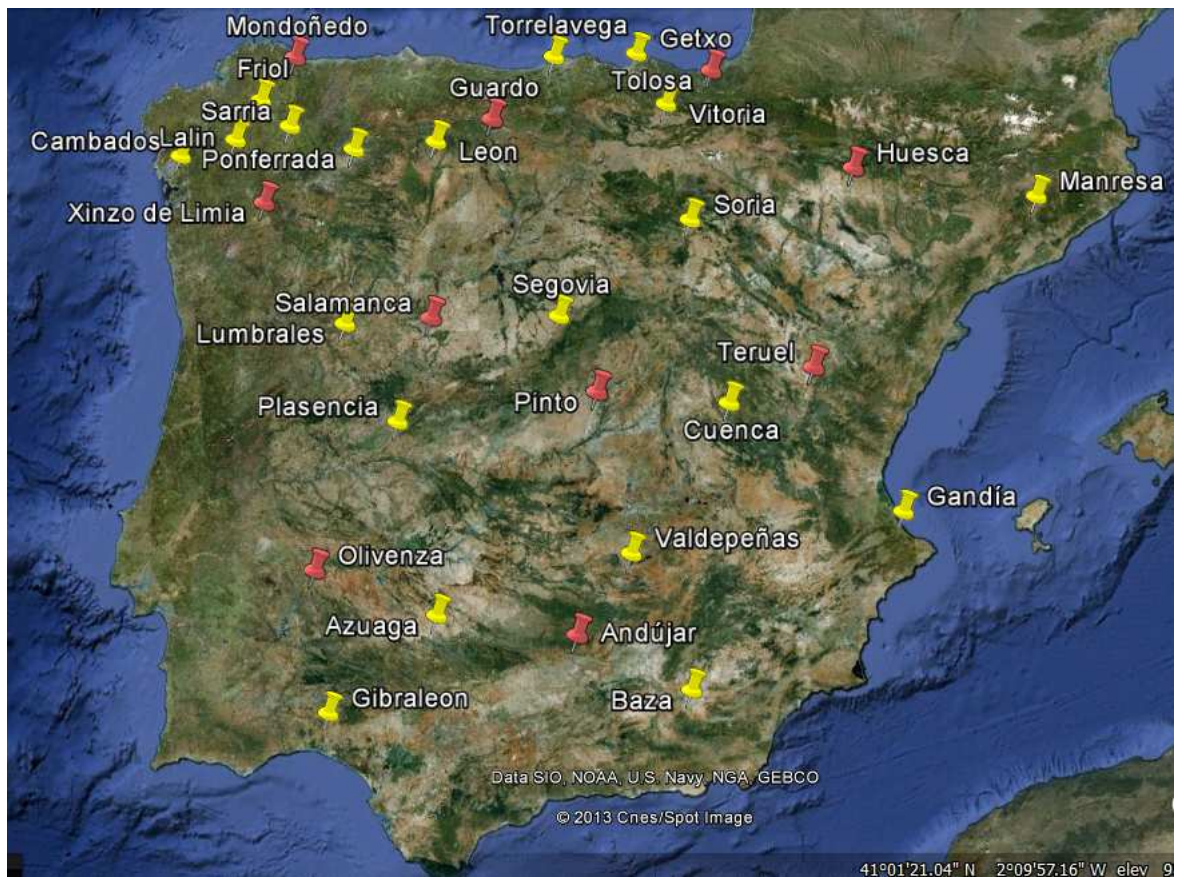 Mondoñedo
Torrelavega
Getxo
Friol
Tolosa
Guardo
Sarria
Vitoria
Cambados
Lalin
Ponferrada
Leon
Huesca
Manresa
Xinzo de Limia
Soria
Segovia
Salamanca
Lumbrales
Teruel
Plasencia
Pinto
Cuenca
Gandía
Valdepeñas
Olivenza
Azuaga
Andújar
Gibraleon
Baza
Data SIO, NOAA, U.S. Navy, NGA, GEBCO
© 2013 Cnes/Spot Image
41°01'21.04" N 2°09'57.16" W elev 9